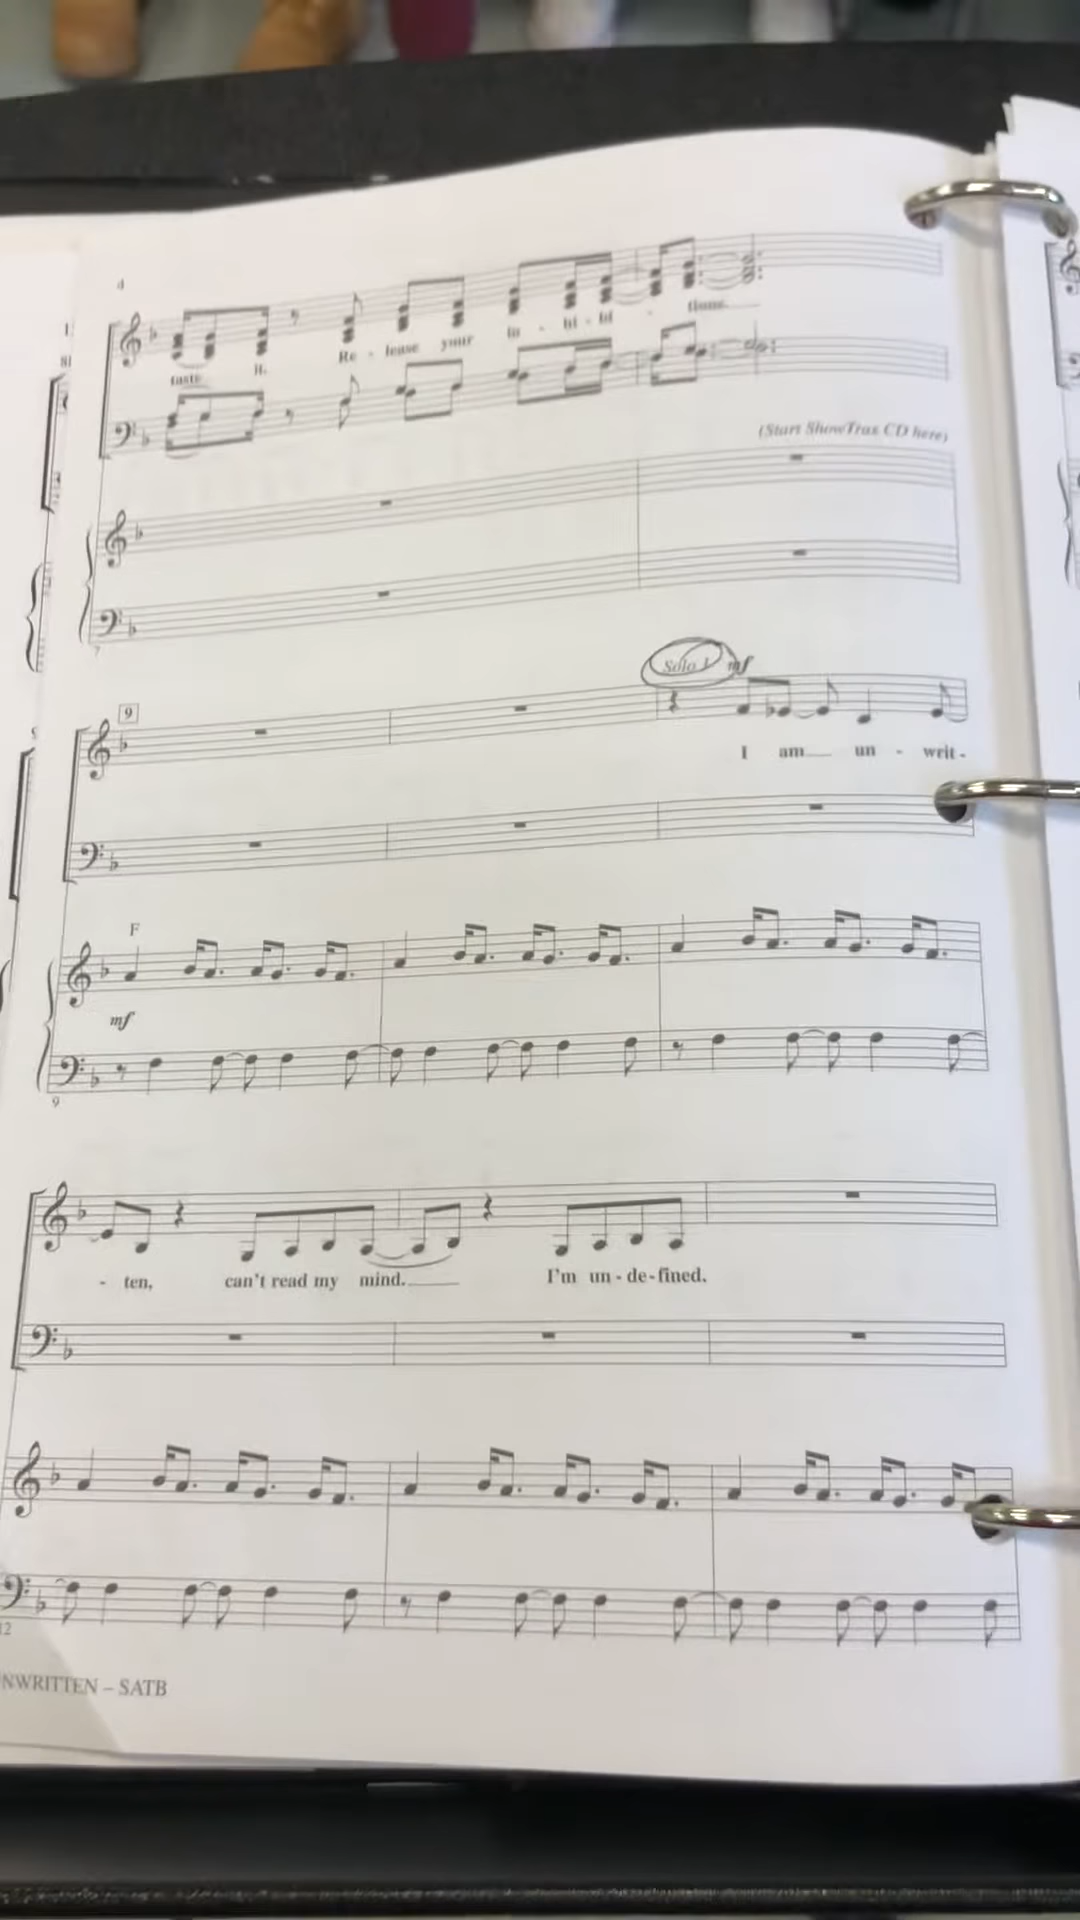 4
taste it. Re - lease your in - hi - bi - tions.
(Start ShowTrax CD here)
7
Solo 1 mf
9
I am un - writ -
F
mf
9
- ten, can't read my mind. I'm un - de - fined.
12
NWRITTEN – SATB